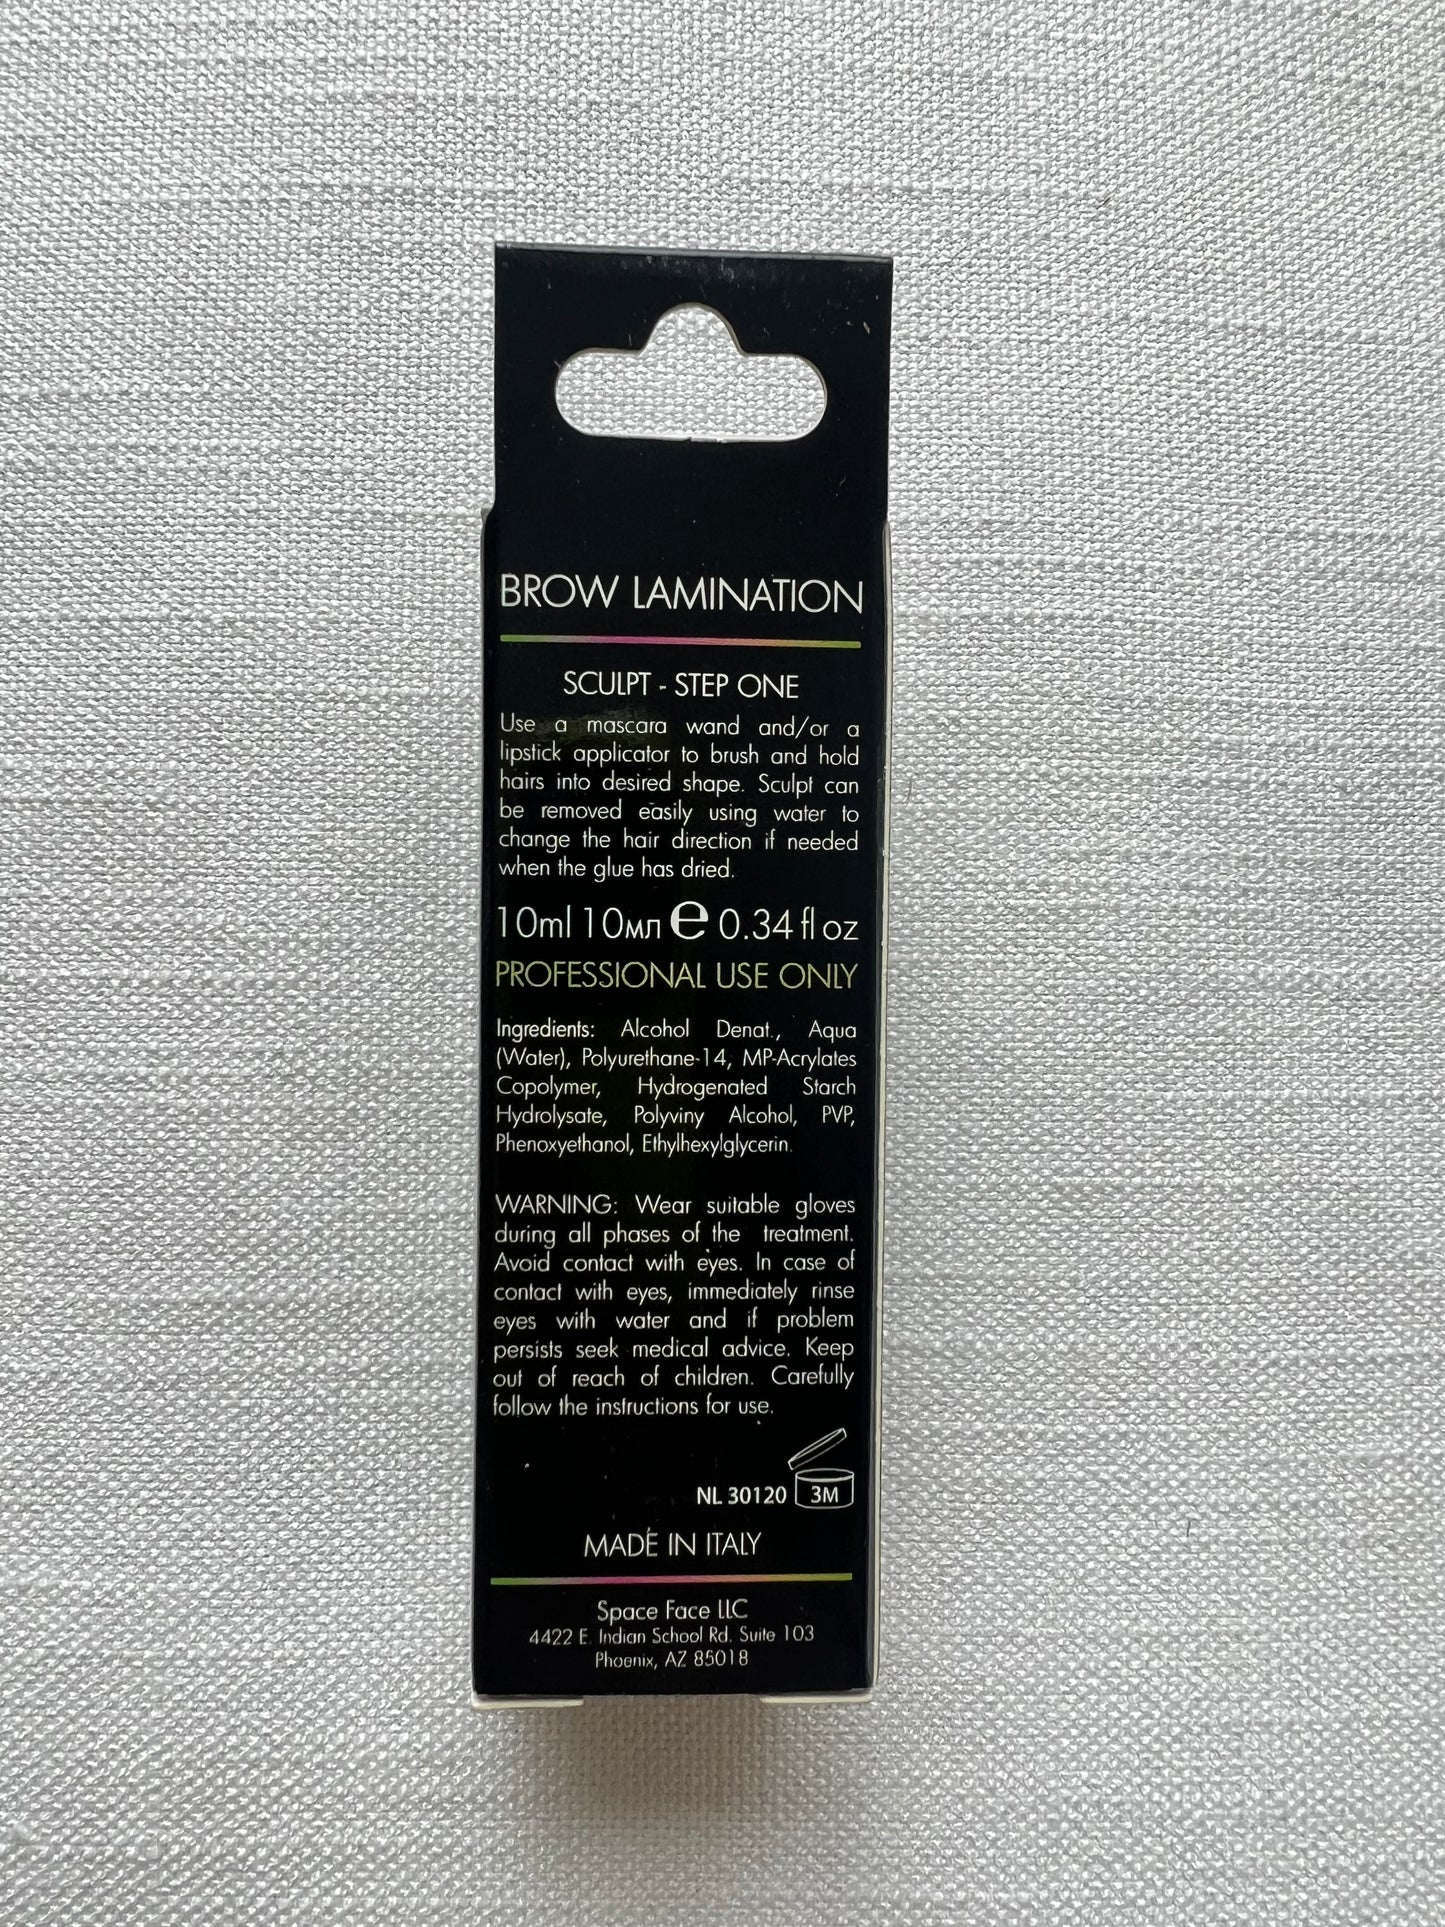 BROW LAMINATION
SCULPT - STEP ONE
Use a mascara wand and/or a
lipstick applicator to brush and hold
hairs into desired shape. Sculpt can
be removed easily using water to
change the hair direction if needed
when the glue has dried.
10ml 10мл e 0.34 fl oz
PROFESSIONAL USE ONLY
Ingredients: Alcohol Denat., Aqua
(Water), Polyurethane-14, MP-Acrylates
Copolymer, Hydrogenated Starch
Hydrolysate, Polyviny Alcohol, PVP,
Phenoxyethanol, Ethylhexylglycerin.
WARNING: Wear suitable gloves
during all phases of the treatment.
Avoid contact with eyes. In case of
contact with eyes, immediately rinse
eyes with water and if problem
persists seek medical advice. Keep
out of reach of children. Carefully
follow the instructions for use.
NL 30120 3M
MADE IN ITALY
Space Face LLC
4422 E. Indian School Rd. Suite 103
Phoenix, AZ 85018